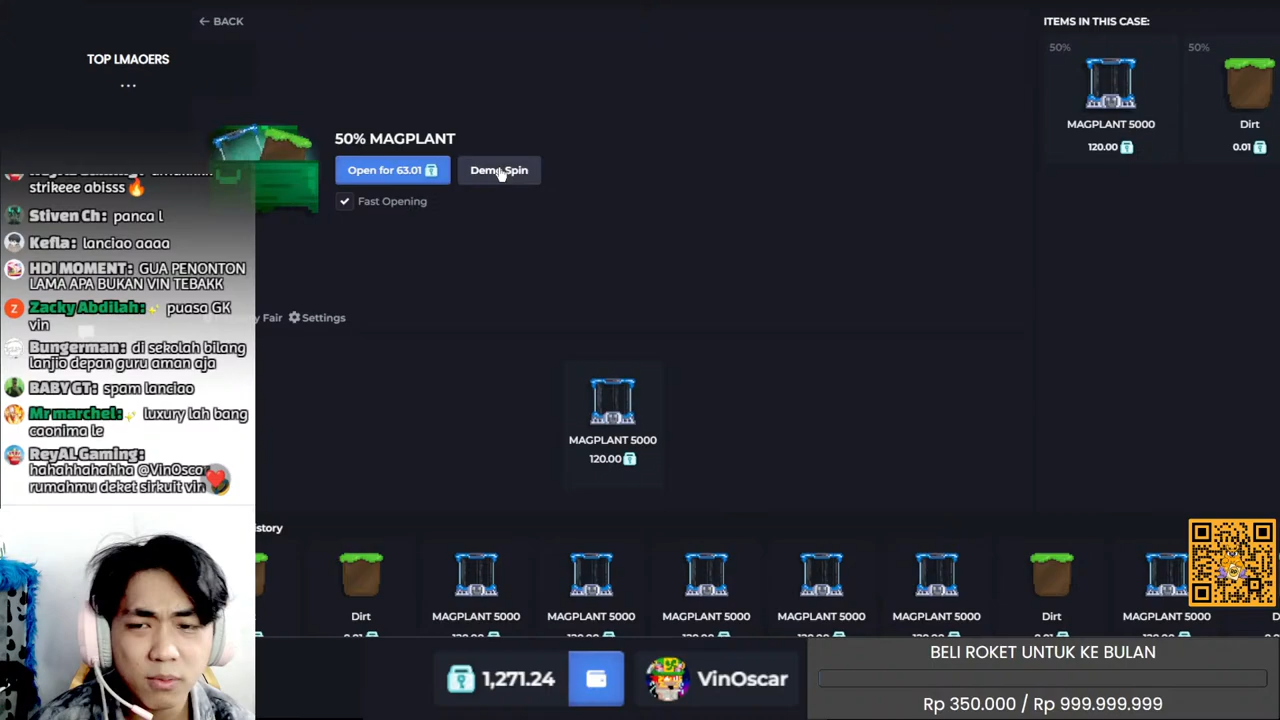 ← BACK
TOP LMAOERS
...
50% MAGPLANT
Open for 63.01
Demo Spin
Fast Opening
y Fair
Settings
ITEMS IN THIS CASE:
50%
MAGPLANT 5000
120.00
50%
Dirt
0.01
strikeee abisss🔥
Stiven Ch: panca l
Kefla: lanciao aaaa
HDI MOMENT: GUA PENONTON
LAMA APA BUKAN VIN TEBAKK
Zacky Abdilah: puasa GK
vin
Bungerman: di sekolah bilang
lanjio depan guru aman aja
BABY GT: spam lanciao
Mr marchel: luxury lah bang
caonima le
ReyAL Gaming:
hahahhahahha @VinOscar
rumahmu deket sirkuit vin
MAGPLANT 5000
120.00
istory
Dirt
MAGPLANT 5000
MAGPLANT 5000
MAGPLANT 5000
MAGPLANT 5000
MAGPLANT 5000
Dirt
MAGPLANT 5000
D
1,271.24
VinOscar
BELI ROKET UNTUK KE BULAN
Rp 350.000 / Rp 999.999.999